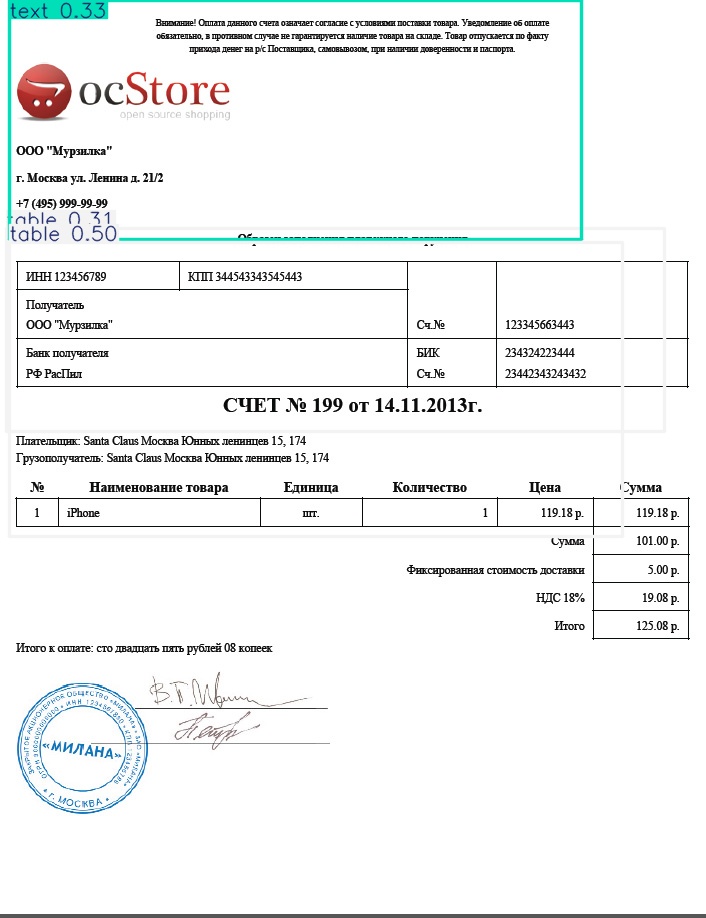 text 0.33
Внимание! Оплата данного счета означает согласие с условиями поставки товара. Уведомление об оплате
обязательно, в противном случае не гарантируется наличие товара на складе. Товар отпускается по факту
прихода денег на р/с Поставщика, самовывозом, при наличии доверенности и паспорта.
ocStore
open source shopping
ООО "Мурзилка"
г. Москва ул. Ленина д. 21/2
+7 (495) 999-99-99
table 0.31
table 0.50
ИНН 123456789 КПП 344543343545443
Получатель
ООО "Мурзилка" Сч.№ 123345663443
Банк получателя БИК 234324223444
РФ РасПил Сч.№ 23442343243432
СЧЕТ № 199 от 14.11.2013г.
Плательщик: Santa Claus Москва Юнных ленинцев 15, 174
Грузополучатель: Santa Claus Москва Юнных ленинцев 15, 174
№ Наименование товара Единица Количество Цена Сумма
1 iPhone шт. 1 119.18 р. 119.18 р.
Сумма 101.00 р.
Фиксированная стоимость доставки 5.00 р.
НДС 18% 19.08 р.
Итого 125.08 р.
Итого к оплате: сто двадцать пять рублей 08 копеек
ЗАКРЫТОЕ АКЦИОНЕРНОЕ ОБЩЕСТВО «МИЛАНА» • ЗАО «МИЛАНА»
«МИЛАНА»
• г. МОСКВА •